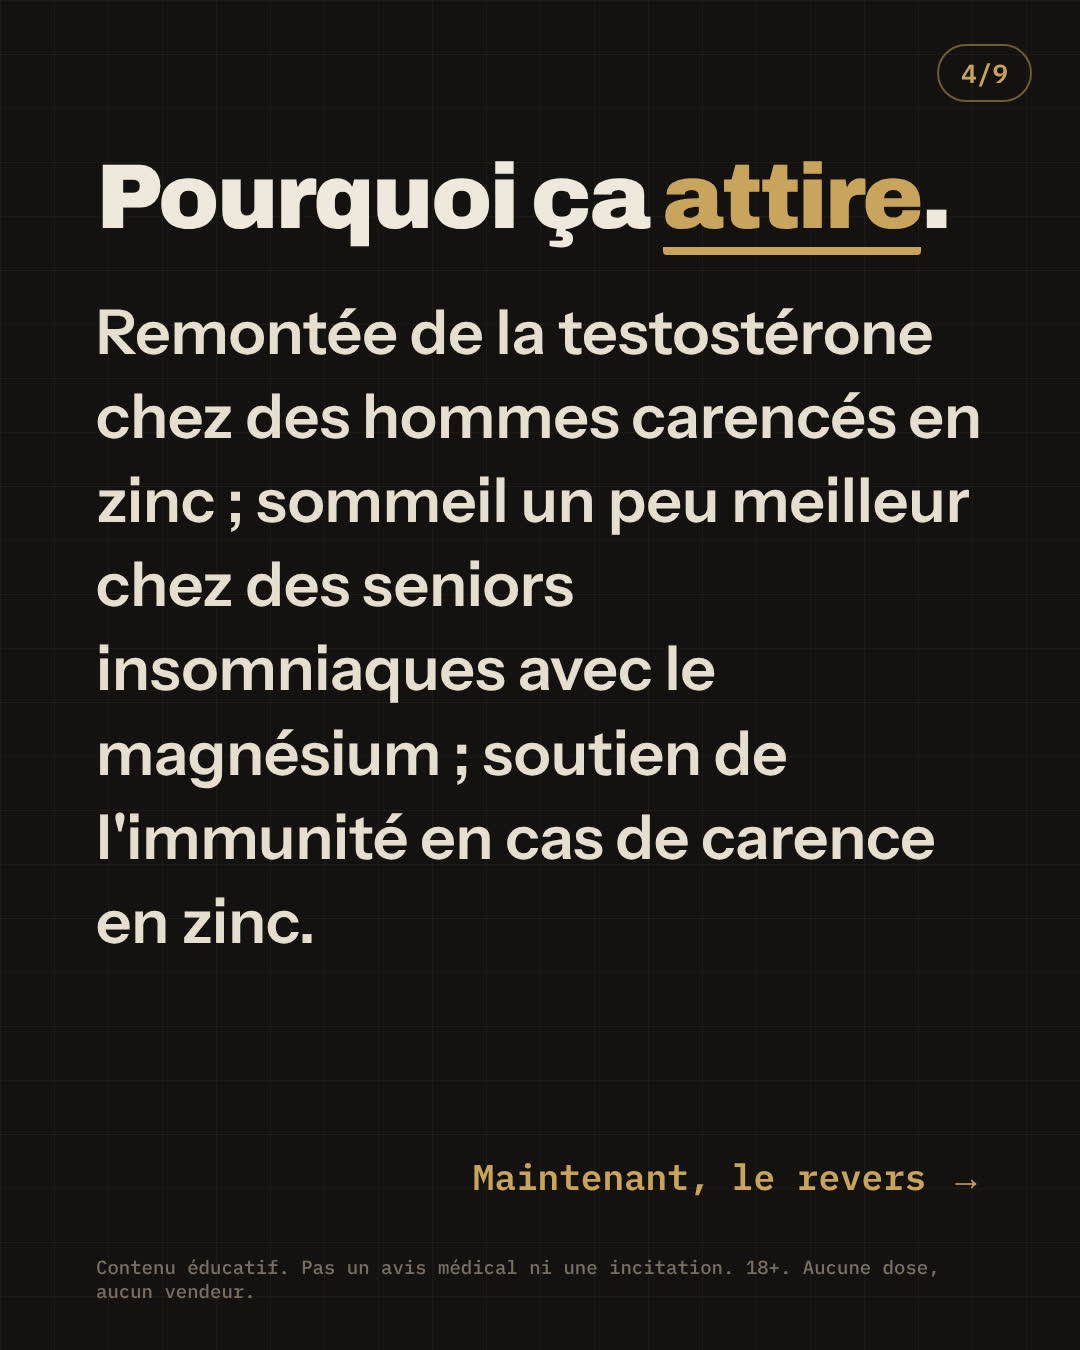 4/9
Pourquoi ça attire.
Remontée de la testostérone
chez des hommes carencés en
zinc ; sommeil un peu meilleur
chez des seniors
insomniaques avec le
magnésium ; soutien de
l'immunité en cas de carence
en zinc.
Maintenant, le revers →
Contenu éducatif. Pas un avis médical ni une incitation. 18+. Aucune dose,
aucun vendeur.